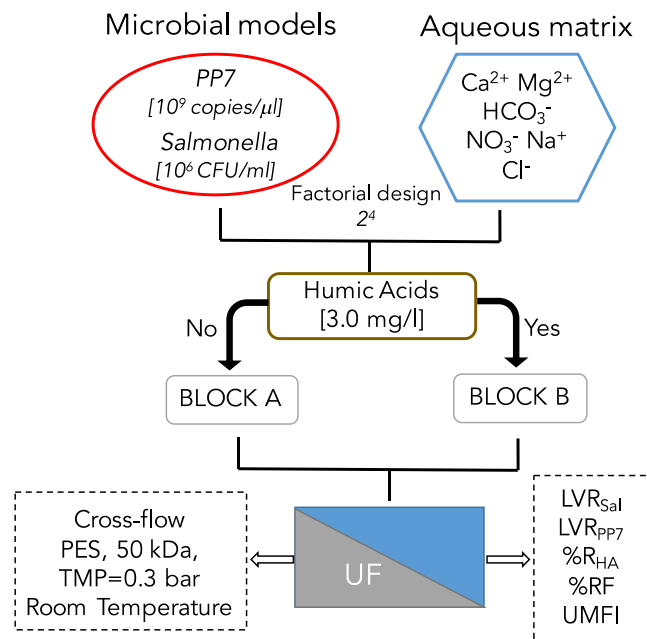 Microbial models
Aqueous matrix
PP7
[10⁹ copies/µl]
Salmonella
[10⁶ CFU/ml]
Ca²⁺ Mg²⁺
HCO₃⁻
NO₃⁻ Na⁺
Cl⁻
Factorial design
2⁴
Humic Acids
[3.0 mg/l]
No
Yes
BLOCK A
BLOCK B
Cross-flow
PES, 50 kDa,
TMP=0.3 bar
Room Temperature
UF
LVR_Sal
LVR_PP7
%R_HA
%RF
UMFI